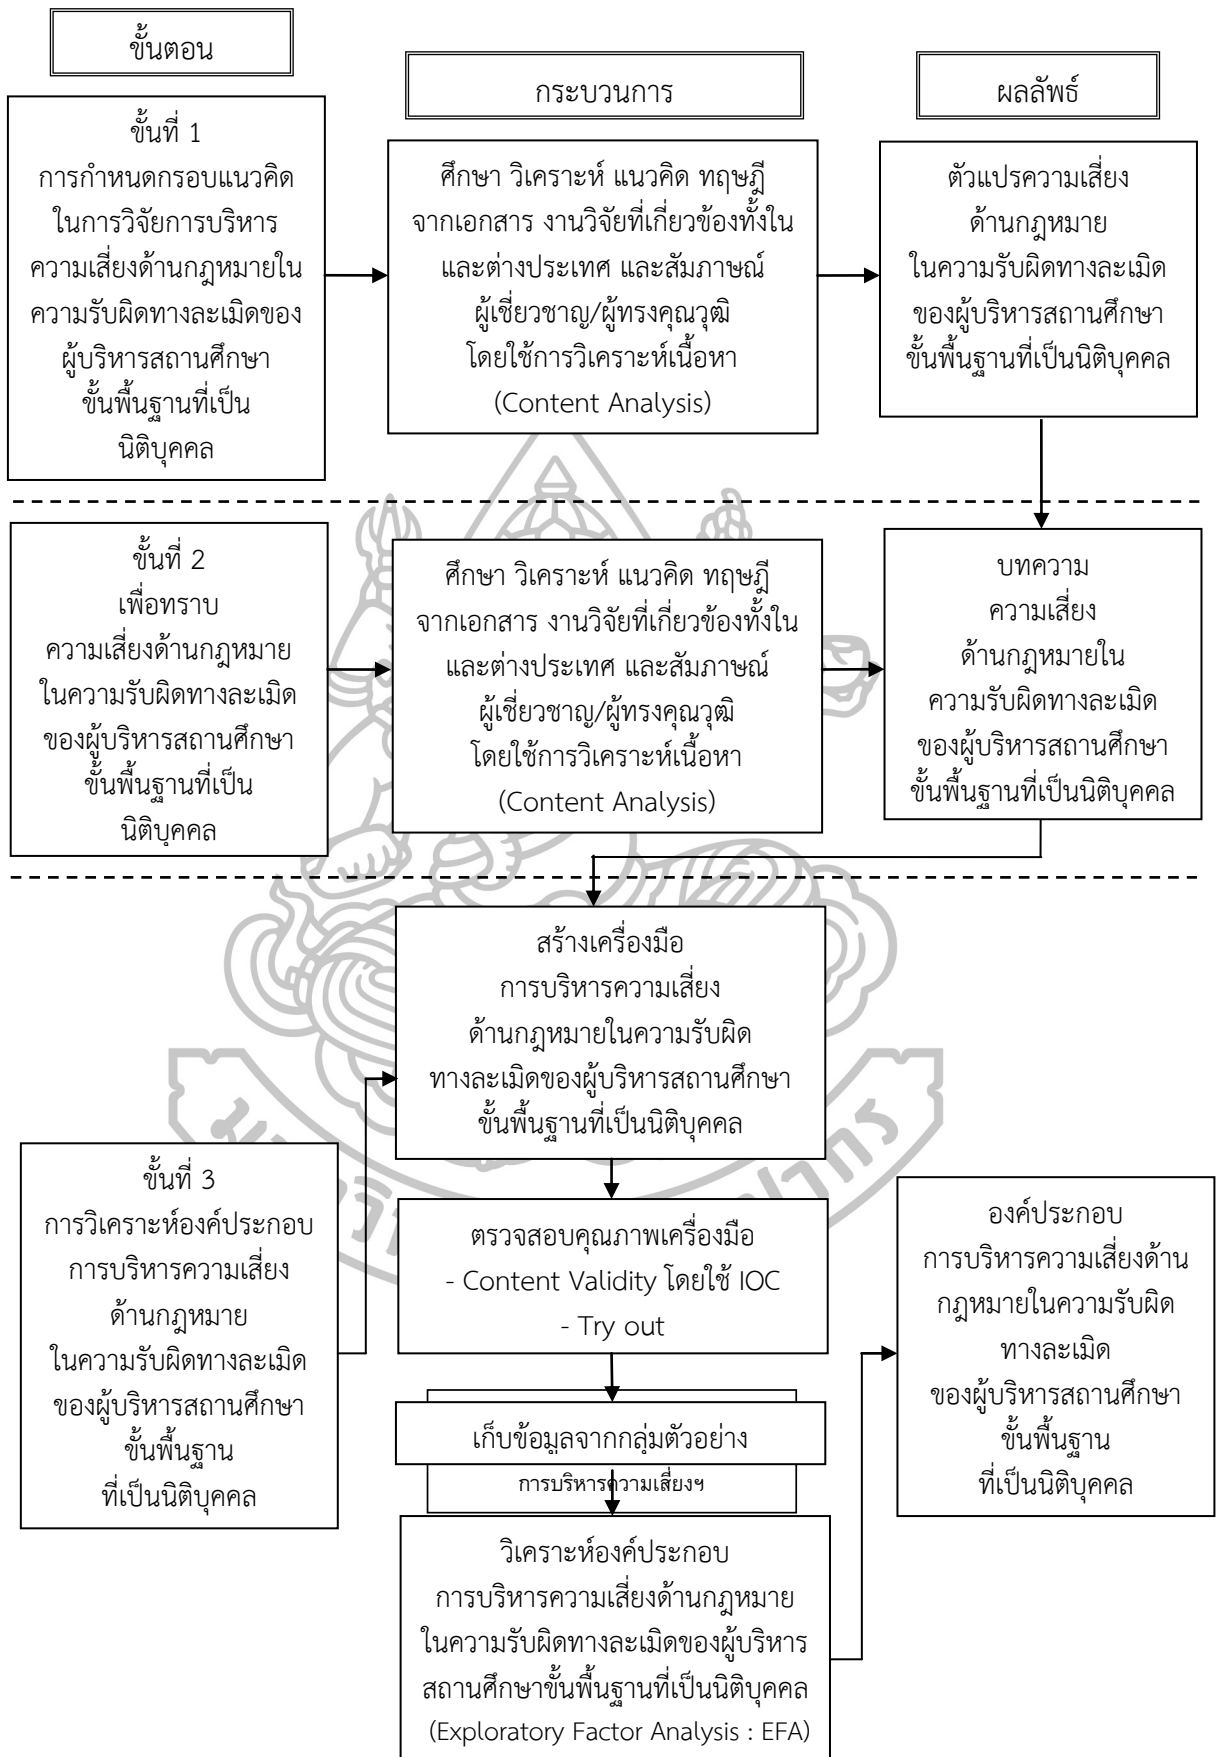 ขั้นตอน
กระบวนการ
ผลลัพธ์
ขั้นที่ 1
การกำหนดกรอบแนวคิด
ในการวิจัยการบริหาร
ความเสี่ยงด้านกฎหมายใน
ความรับผิดทางละเมิดของ
ผู้บริหารสถานศึกษา
ขั้นพื้นฐานที่เป็น
นิติบุคคล
ศึกษา วิเคราะห์ แนวคิด ทฤษฎี
จากเอกสาร งานวิจัยที่เกี่ยวข้องทั้งใน
และต่างประเทศ และสัมภาษณ์
ผู้เชี่ยวชาญ/ผู้ทรงคุณวุฒิ
โดยใช้การวิเคราะห์เนื้อหา
(Content Analysis)
ตัวแปรความเสี่ยง
ด้านกฎหมาย
ในความรับผิดทางละเมิด
ของผู้บริหารสถานศึกษา
ขั้นพื้นฐานที่เป็นนิติบุคคล
ขั้นที่ 2
เพื่อทราบ
ความเสี่ยงด้านกฎหมาย
ในความรับผิดทางละเมิด
ของผู้บริหารสถานศึกษา
ขั้นพื้นฐานที่เป็น
นิติบุคคล
ศึกษา วิเคราะห์ แนวคิด ทฤษฎี
จากเอกสาร งานวิจัยที่เกี่ยวข้องทั้งใน
และต่างประเทศ และสัมภาษณ์
ผู้เชี่ยวชาญ/ผู้ทรงคุณวุฒิ
โดยใช้การวิเคราะห์เนื้อหา
(Content Analysis)
บทความ
ความเสี่ยง
ด้านกฎหมายใน
ความรับผิดทางละเมิด
ของผู้บริหารสถานศึกษา
ขั้นพื้นฐานที่เป็นนิติบุคคล
สร้างเครื่องมือ
การบริหารความเสี่ยง
ด้านกฎหมายในความรับผิด
ทางละเมิดของผู้บริหารสถานศึกษา
ขั้นพื้นฐานที่เป็นนิติบุคคล
ขั้นที่ 3
การวิเคราะห์องค์ประกอบ
การบริหารความเสี่ยง
ด้านกฎหมาย
ในความรับผิดทางละเมิด
ของผู้บริหารสถานศึกษา
ขั้นพื้นฐาน
ที่เป็นนิติบุคคล
ตรวจสอบคุณภาพเครื่องมือ
- Content Validity โดยใช้ IOC
- Try out
เก็บข้อมูลจากกลุ่มตัวอย่าง
การบริหารความเสี่ยงฯ
วิเคราะห์องค์ประกอบ
การบริหารความเสี่ยงด้านกฎหมาย
ในความรับผิดทางละเมิดของผู้บริหาร
สถานศึกษาขั้นพื้นฐานที่เป็นนิติบุคคล
(Exploratory Factor Analysis : EFA)
องค์ประกอบ
การบริหารความเสี่ยงด้าน
กฎหมายในความรับผิด
ทางละเมิด
ของผู้บริหารสถานศึกษา
ขั้นพื้นฐาน
ที่เป็นนิติบุคคล